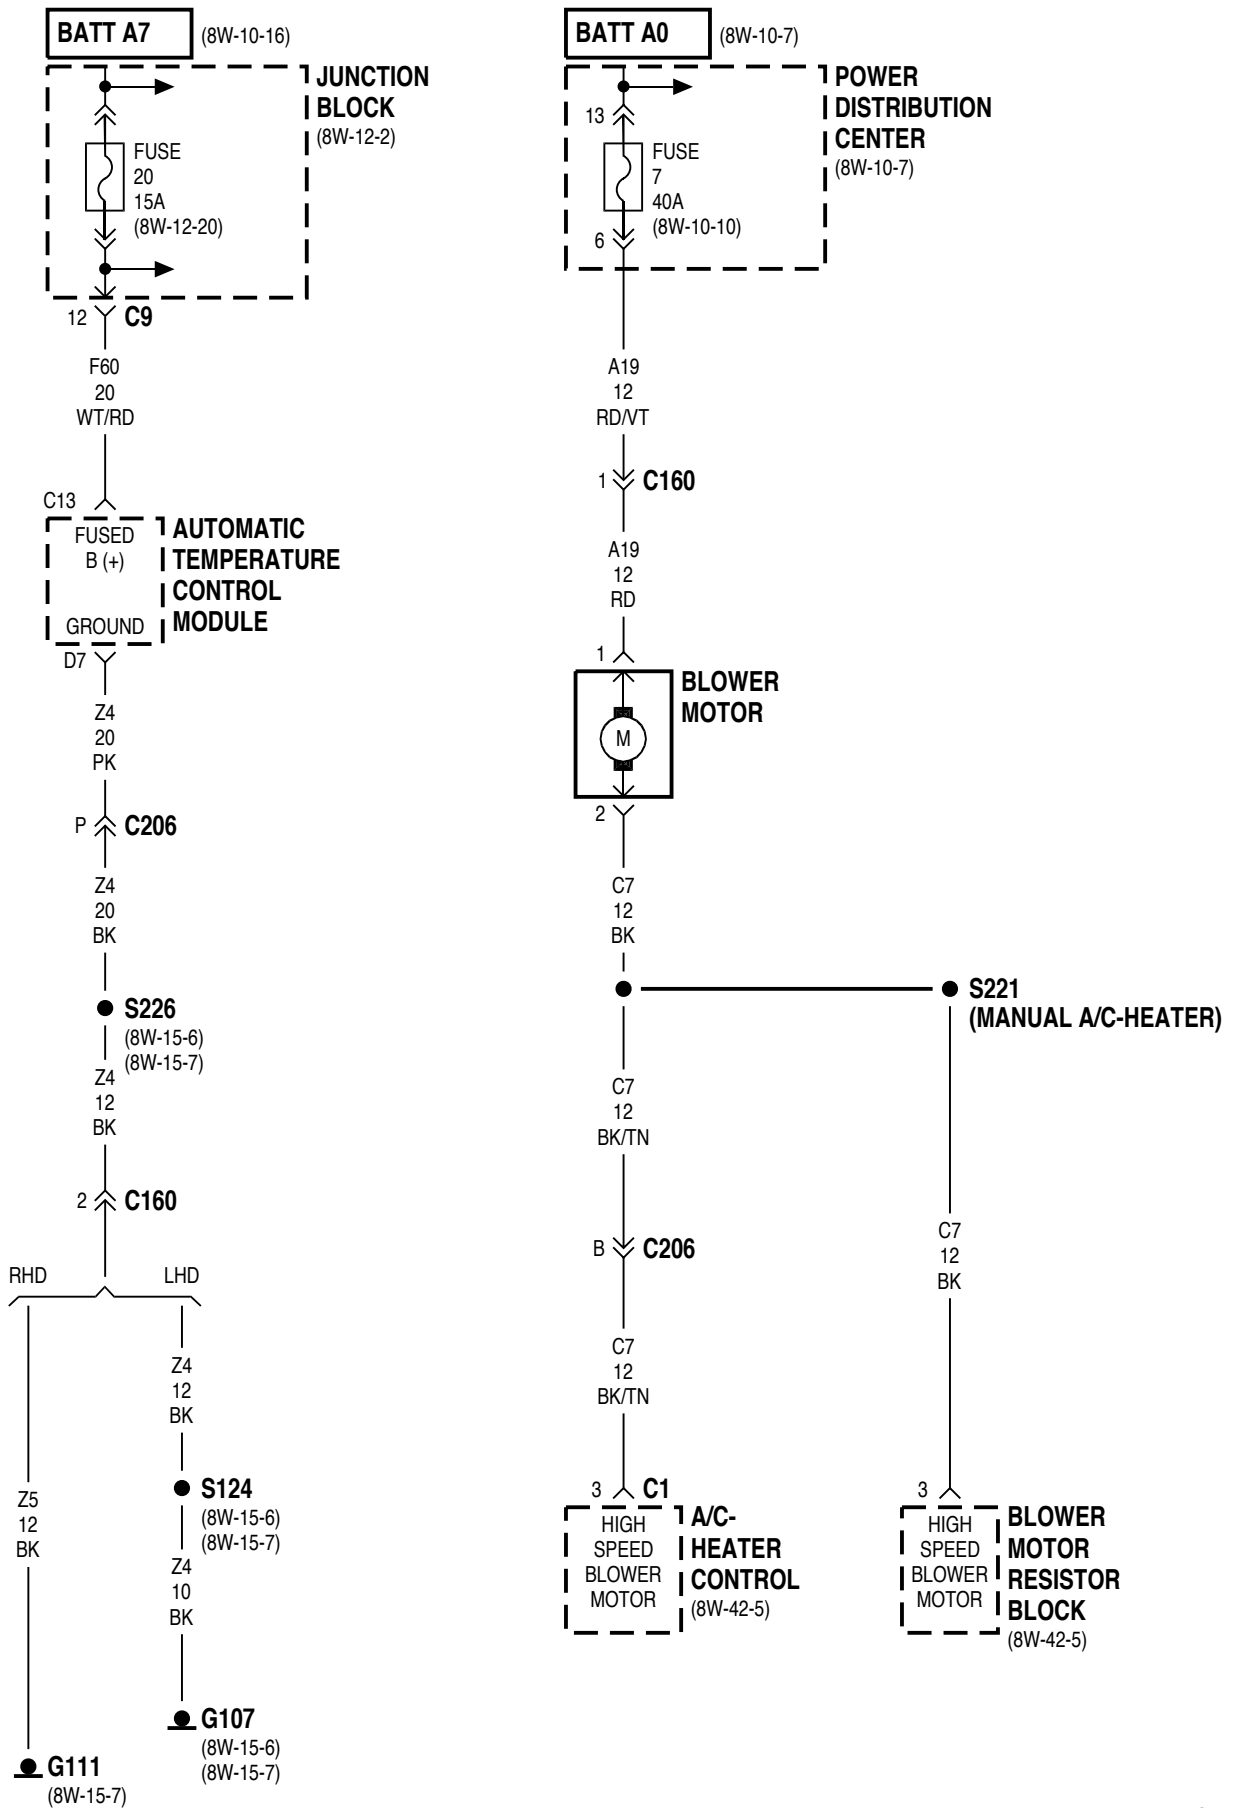 BATT A7
(8W-10-16)
JUNCTION
BLOCK
(8W-12-2)
FUSE
20
15A
(8W-12-20)
12
C9
F60
20
WT/RD
C13
FUSED
B (+)
GROUND
AUTOMATIC
TEMPERATURE
CONTROL
MODULE
D7
Z4
20
PK
P
C206
Z4
20
BK
S226
(8W-15-6)
(8W-15-7)
Z4
12
BK
2
C160
RHD
LHD
Z5
12
BK
G111
(8W-15-7)
Z4
12
BK
S124
(8W-15-6)
(8W-15-7)
Z4
10
BK
G107
(8W-15-6)
(8W-15-7)
BATT A0
(8W-10-7)
POWER
DISTRIBUTION
CENTER
(8W-10-7)
13
FUSE
7
40A
(8W-10-10)
6
A19
12
RD/VT
1
C160
A19
12
RD
1
BLOWER
MOTOR
M
2
C7
12
BK
S221
(MANUAL A/C-HEATER)
C7
12
BK/TN
B
C206
C7
12
BK/TN
3
C1
HIGH
SPEED
BLOWER
MOTOR
A/C-
HEATER
CONTROL
(8W-42-5)
C7
12
BK
3
HIGH
SPEED
BLOWER
MOTOR
BLOWER
MOTOR
RESISTOR
BLOCK
(8W-42-5)